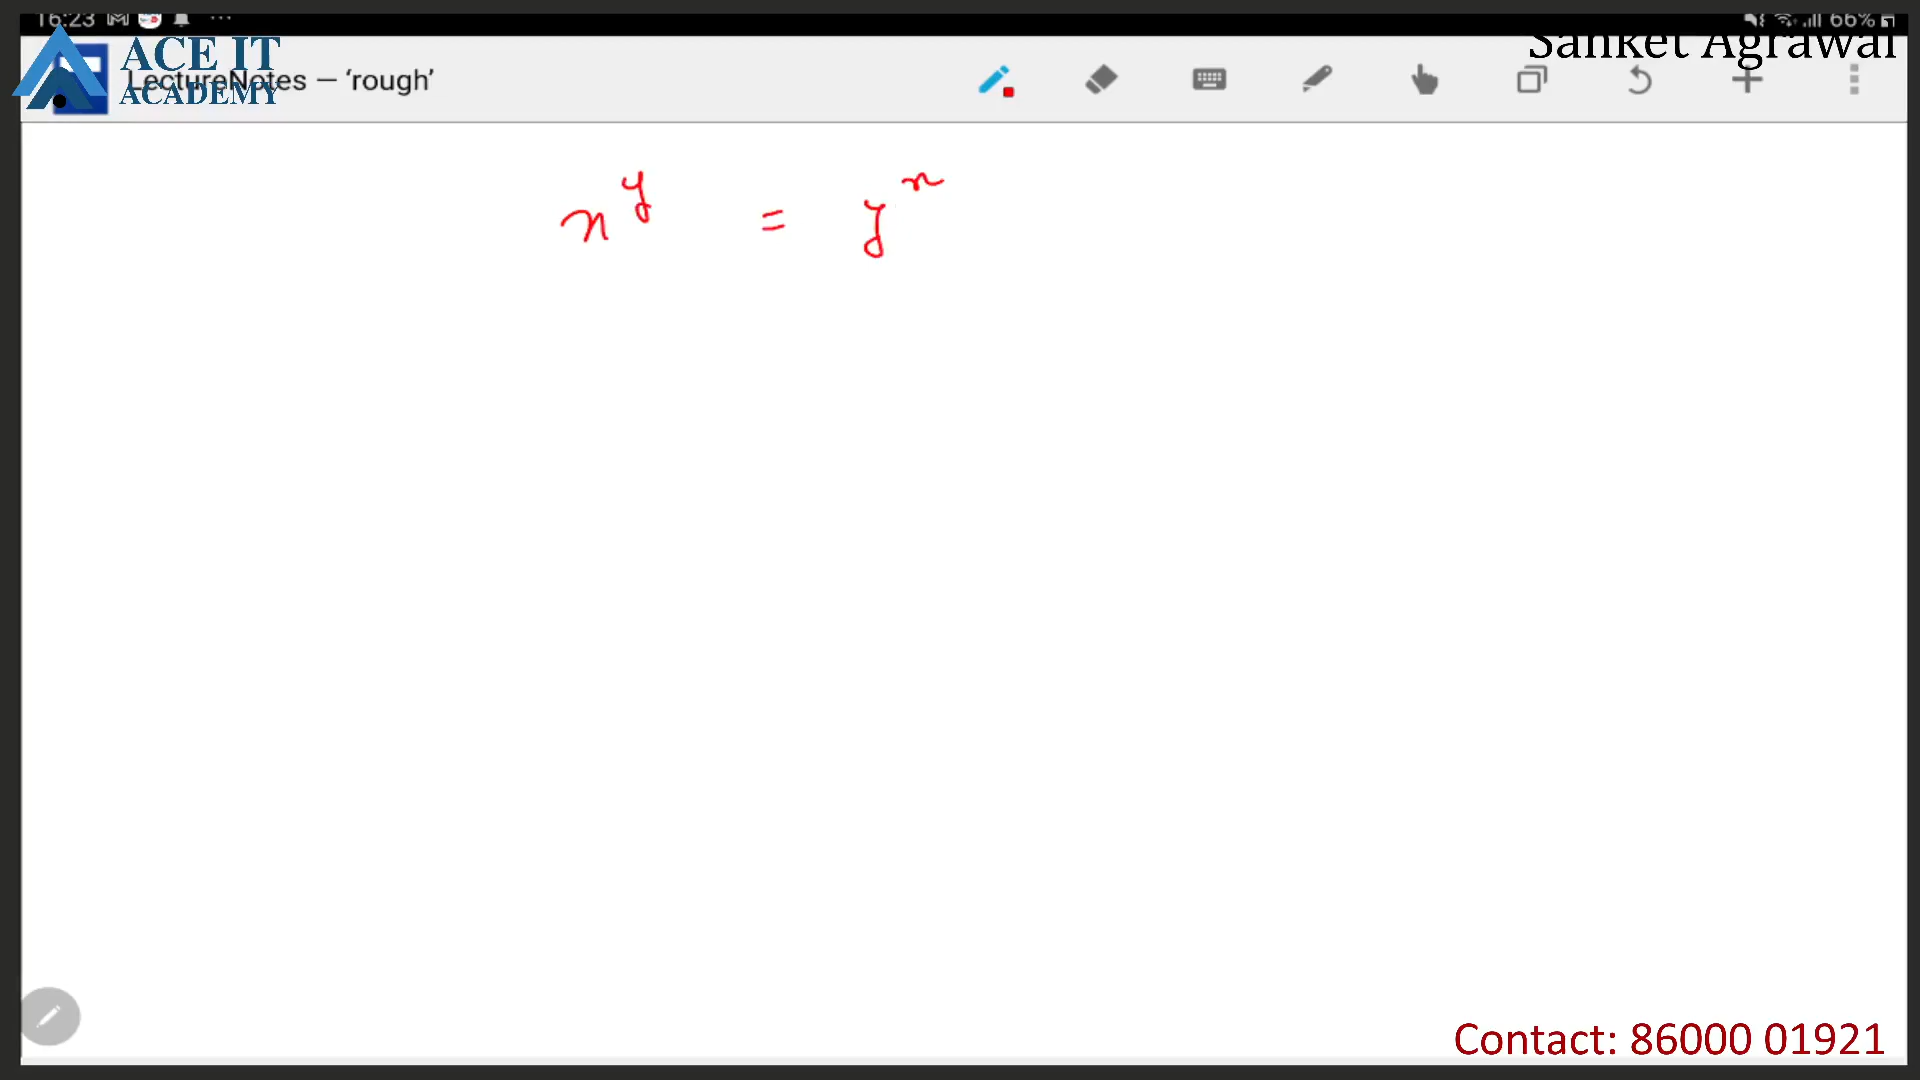 16:23 ... 66%
Sanket Agrawal
ACE IT
ACADEMY
LectureNotes — ‘rough’
x^y = y^x
Contact: 86000 01921